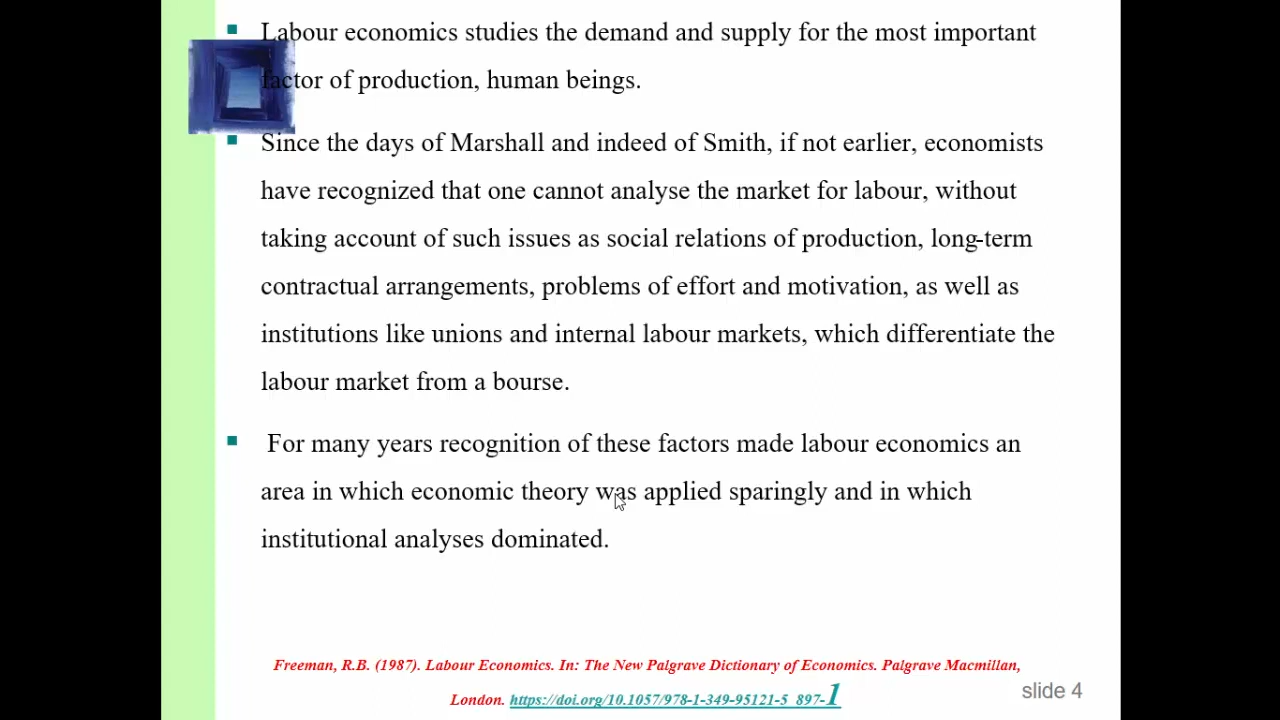 Labour economics studies the demand and supply for the most important
factor of production, human beings.
Since the days of Marshall and indeed of Smith, if not earlier, economists
have recognized that one cannot analyse the market for labour, without
taking account of such issues as social relations of production, long-term
contractual arrangements, problems of effort and motivation, as well as
institutions like unions and internal labour markets, which differentiate the
labour market from a bourse.
For many years recognition of these factors made labour economics an
area in which economic theory was applied sparingly and in which
institutional analyses dominated.
Freeman, R.B. (1987). Labour Economics. In: The New Palgrave Dictionary of Economics. Palgrave Macmillan,
London. https://doi.org/10.1057/978-1-349-95121-5_897-1
slide 4